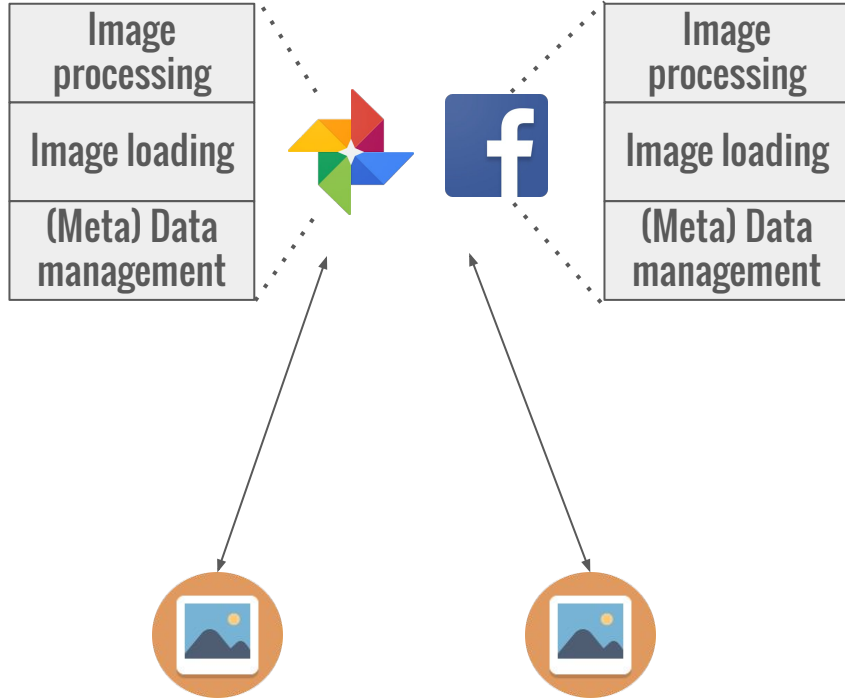 Image
processing
Image loading
(Meta) Data
management
Image
processing
Image loading
(Meta) Data
management